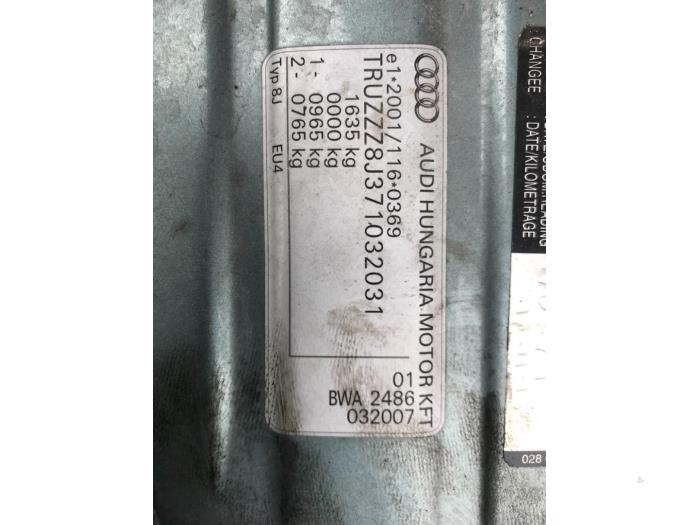 AUDI HUNGARIA MOTOR KFT
e1*2001/116*0369
TRUZZZ8J371032031
1635 kg
0000 kg
1- 0965 kg
2- 0765 kg
Typ 8J EU4
01
BWA 2486
032007
DATE/KILOMETRAGE
: CHANGEE :
028